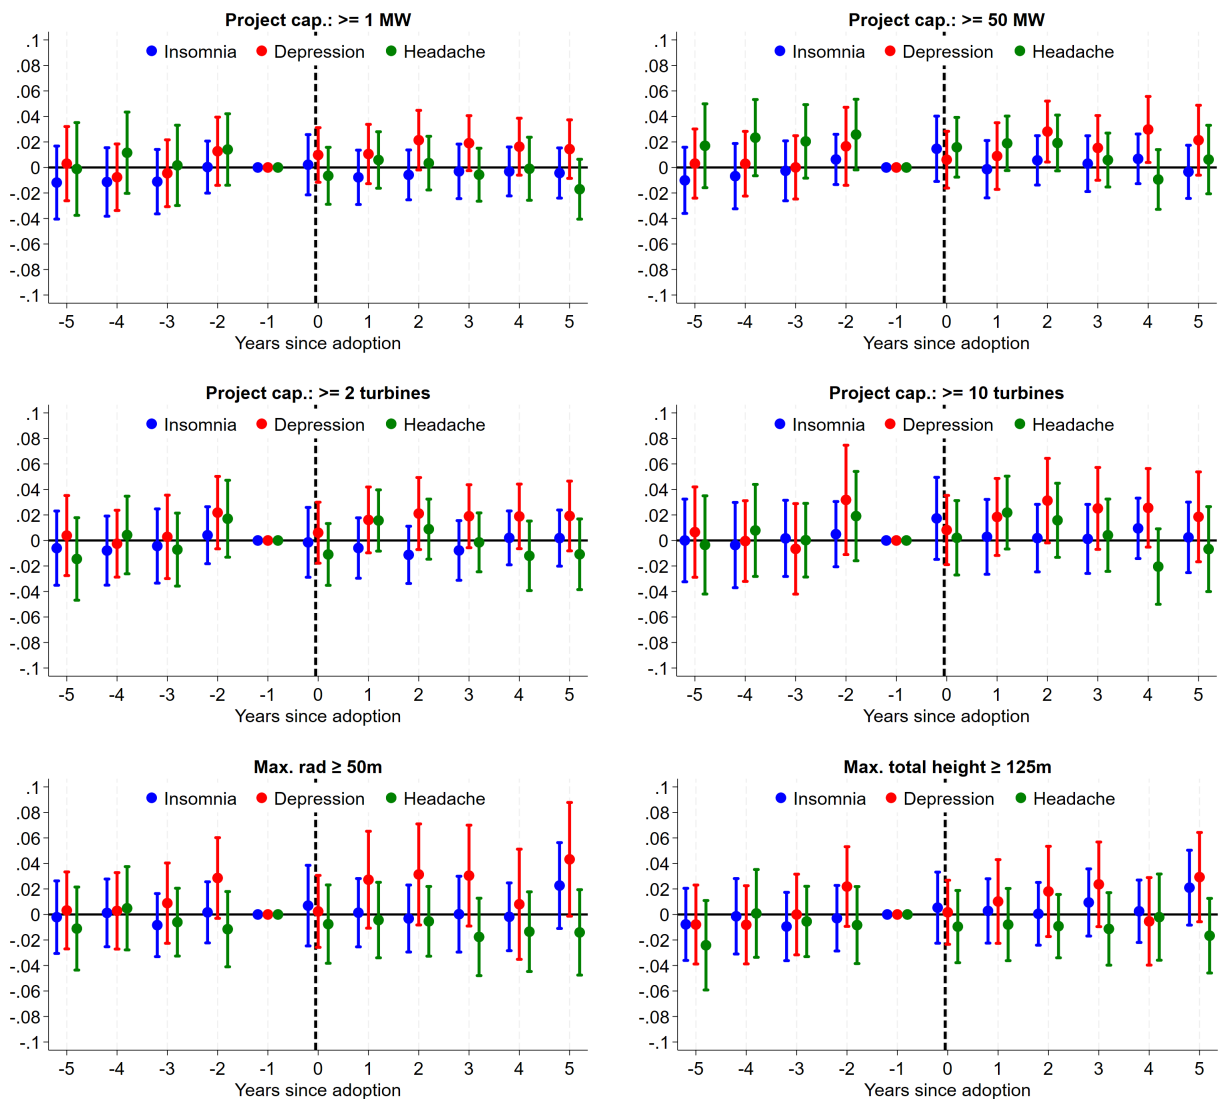 Project cap.: >= 1 MW
Insomnia Depression Headache
.1
.08
.06
.04
.02
0
-.02
-.04
-.06
-.08
-.1
-5 -4 -3 -2 -1 0 1 2 3 4 5
Years since adoption
Project cap.: >= 50 MW
Insomnia Depression Headache
.1
.08
.06
.04
.02
0
-.02
-.04
-.06
-.08
-.1
-5 -4 -3 -2 -1 0 1 2 3 4 5
Years since adoption
Project cap.: >= 2 turbines
Insomnia Depression Headache
.1
.08
.06
.04
.02
0
-.02
-.04
-.06
-.08
-.1
-5 -4 -3 -2 -1 0 1 2 3 4 5
Years since adoption
Project cap.: >= 10 turbines
Insomnia Depression Headache
.1
.08
.06
.04
.02
0
-.02
-.04
-.06
-.08
-.1
-5 -4 -3 -2 -1 0 1 2 3 4 5
Years since adoption
Max. rad ≥ 50m
Insomnia Depression Headache
.1
.08
.06
.04
.02
0
-.02
-.04
-.06
-.08
-.1
-5 -4 -3 -2 -1 0 1 2 3 4 5
Years since adoption
Max. total height ≥ 125m
Insomnia Depression Headache
.1
.08
.06
.04
.02
0
-.02
-.04
-.06
-.08
-.1
-5 -4 -3 -2 -1 0 1 2 3 4 5
Years since adoption